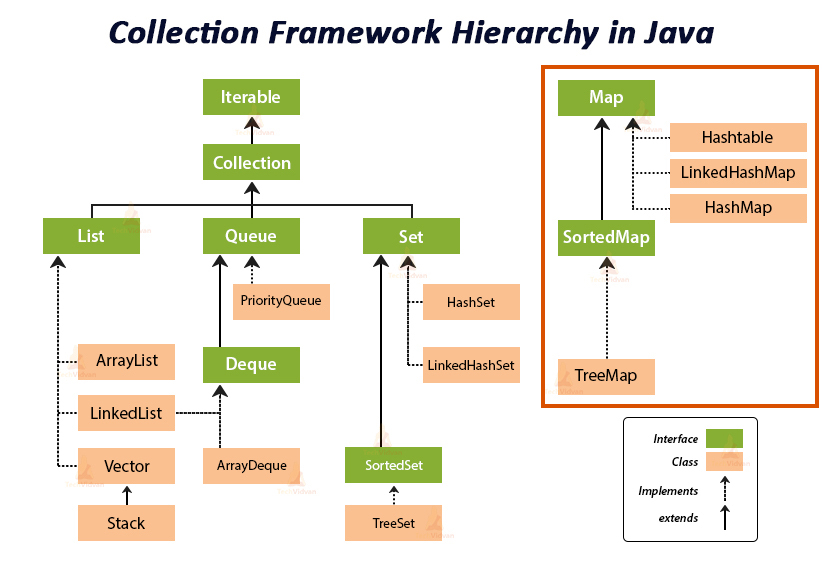 Collection Framework Hierarchy in Java
Iterable
Collection
List
Queue
Set
PriorityQueue
HashSet
ArrayList
Deque
LinkedHashSet
LinkedList
Vector
ArrayDeque
SortedSet
Stack
TreeSet
Map
Hashtable
LinkedHashMap
HashMap
SortedMap
TreeMap
Interface
Class
Implements
extends